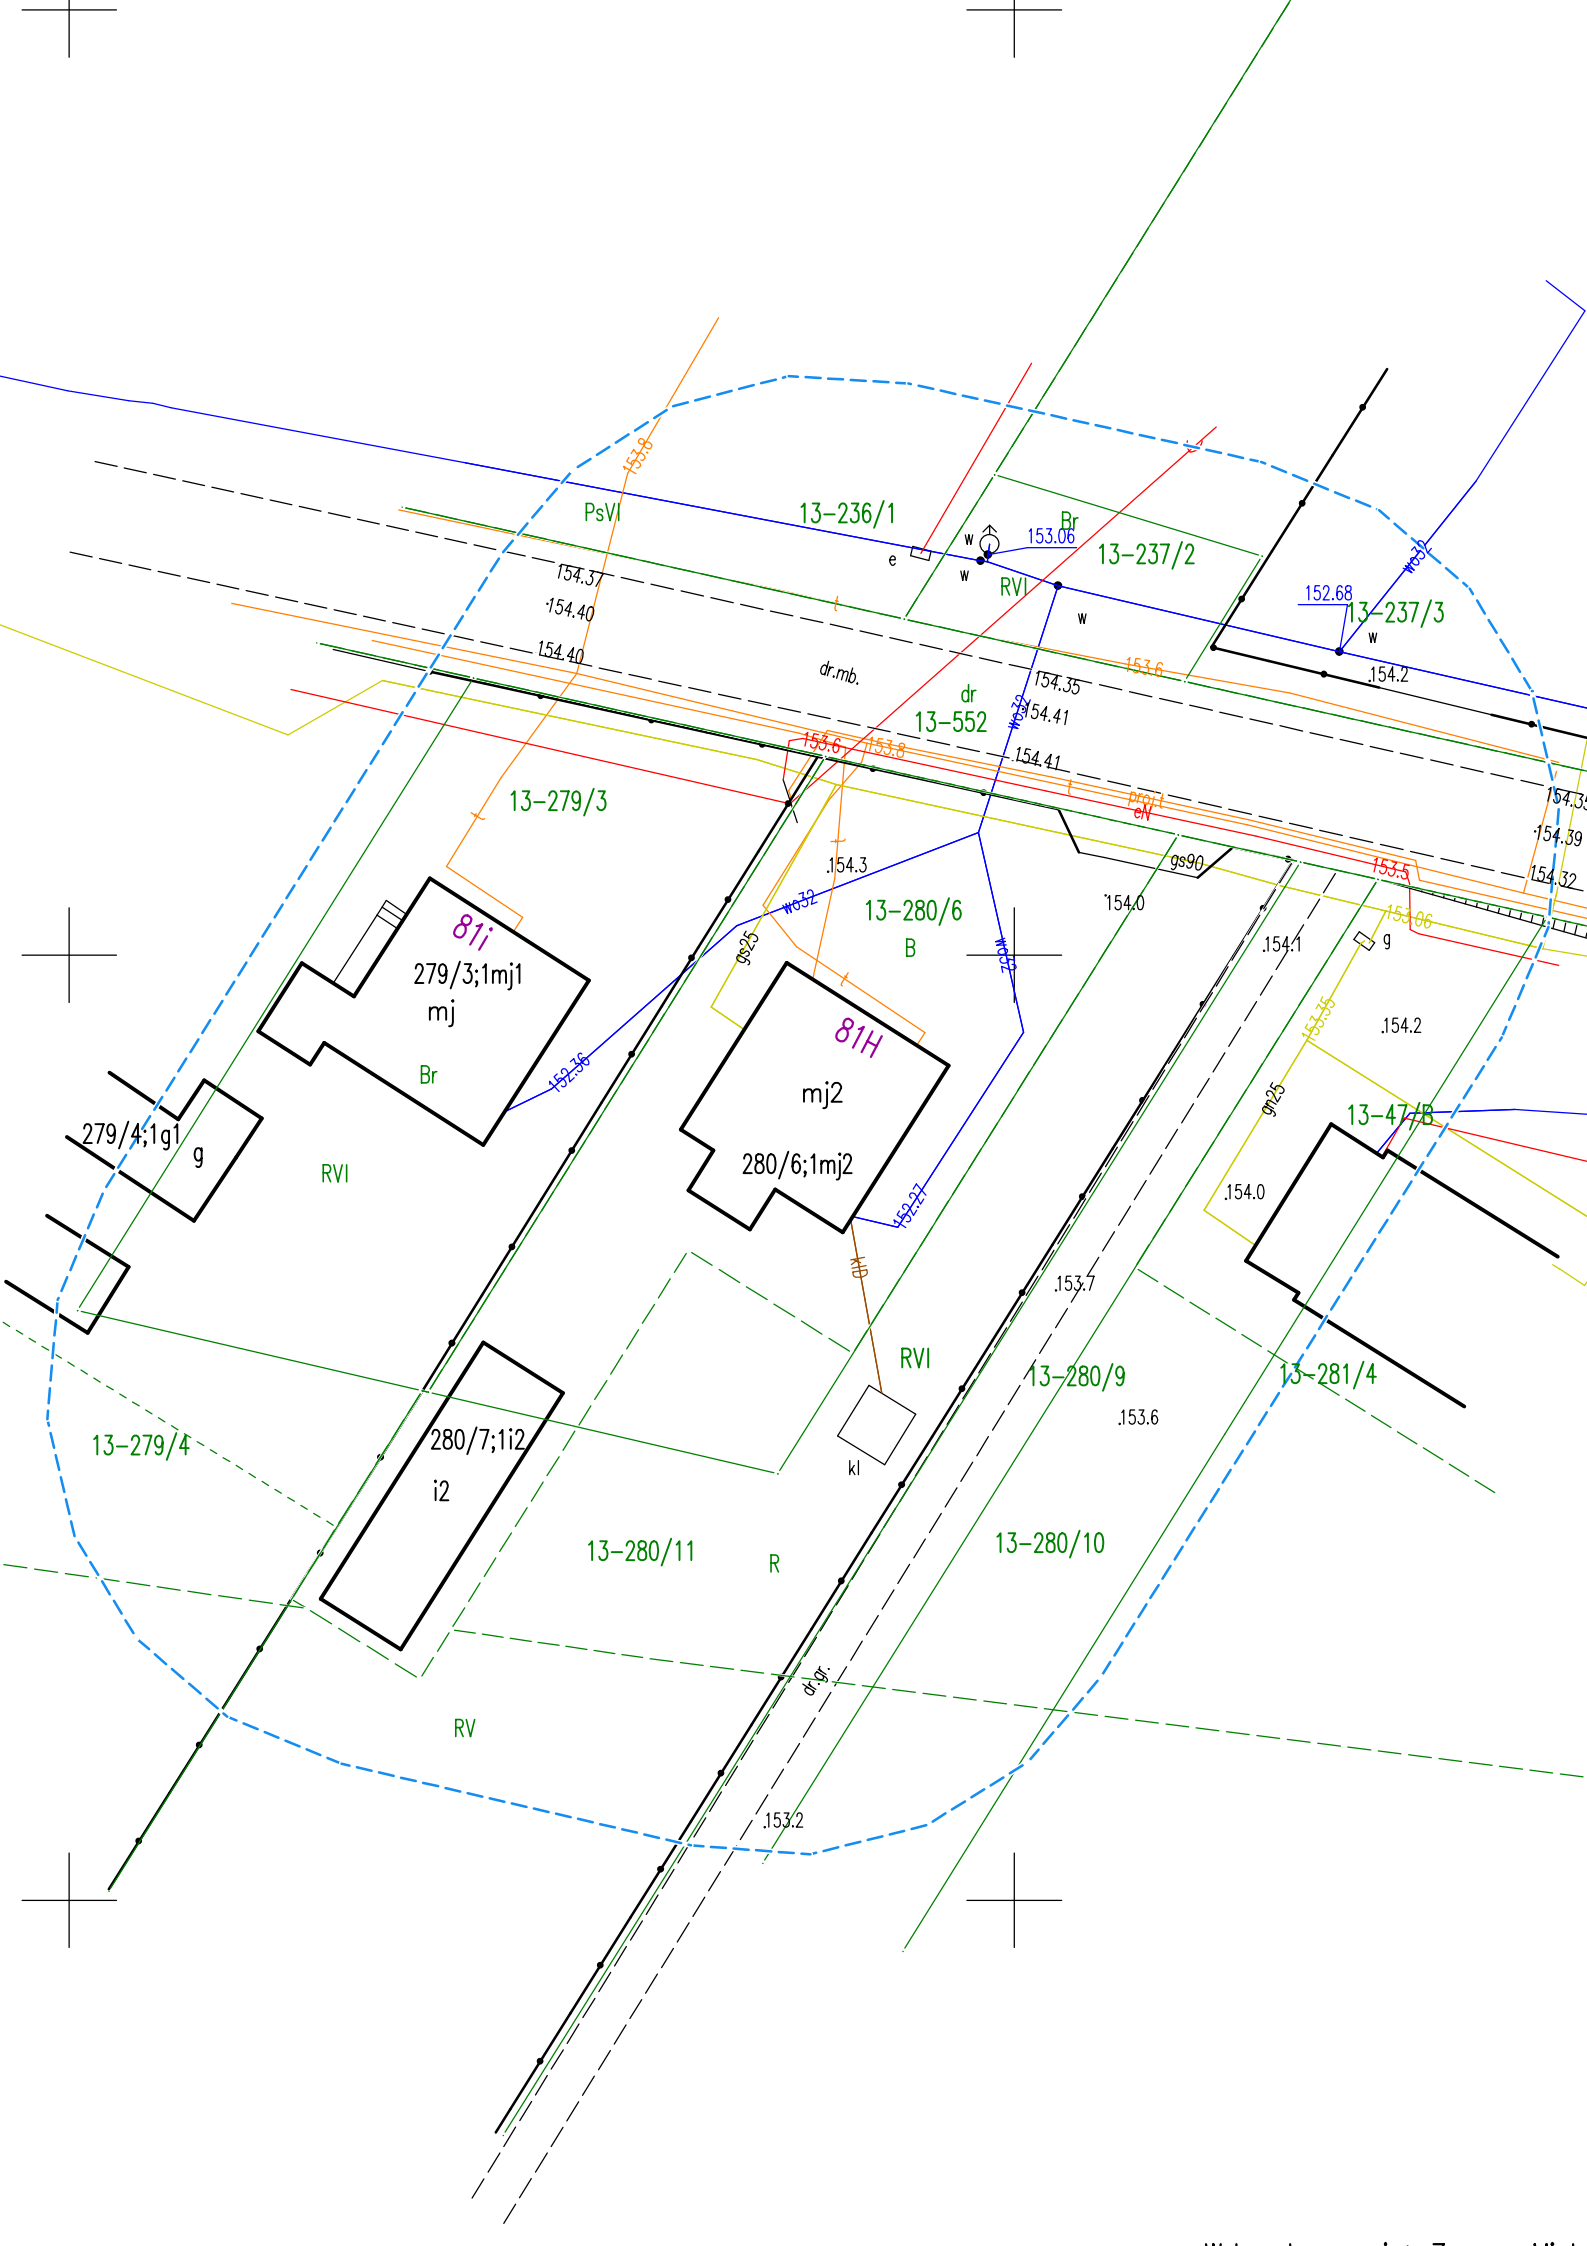 153.8
PsVI
13-236/1
Br
w
153.06
13-237/2
e
w
RVI
wo32
152.68
13-237/3
w
w
154.37
154.40
154.40
t
dr.mb.
153.6
.154.2
154.35
dr
13-552
wo32
154.41
154.41
153.6
153.8
13-279/3
t
t
proj.t
eN
154.35
154.39
154.32
t
.154.3
gs90
153.5
wo32
13-280/6
154.0
153.06
81i
gs25
B
wo32
.154.1
g
279/3;1mj1
mj
t
81H
153.35
.154.2
Br
152.36
mj2
gn25
13-47/B
279/4;1g1
g
RVI
280/6;1mj2
152.27
.154.0
klD
.153.7
RVI
13-280/9
13-281/4
13-279/4
280/7;1i2
.153.6
kl
i2
13-280/11
R
13-280/10
dr.gr.
RV
.153.2